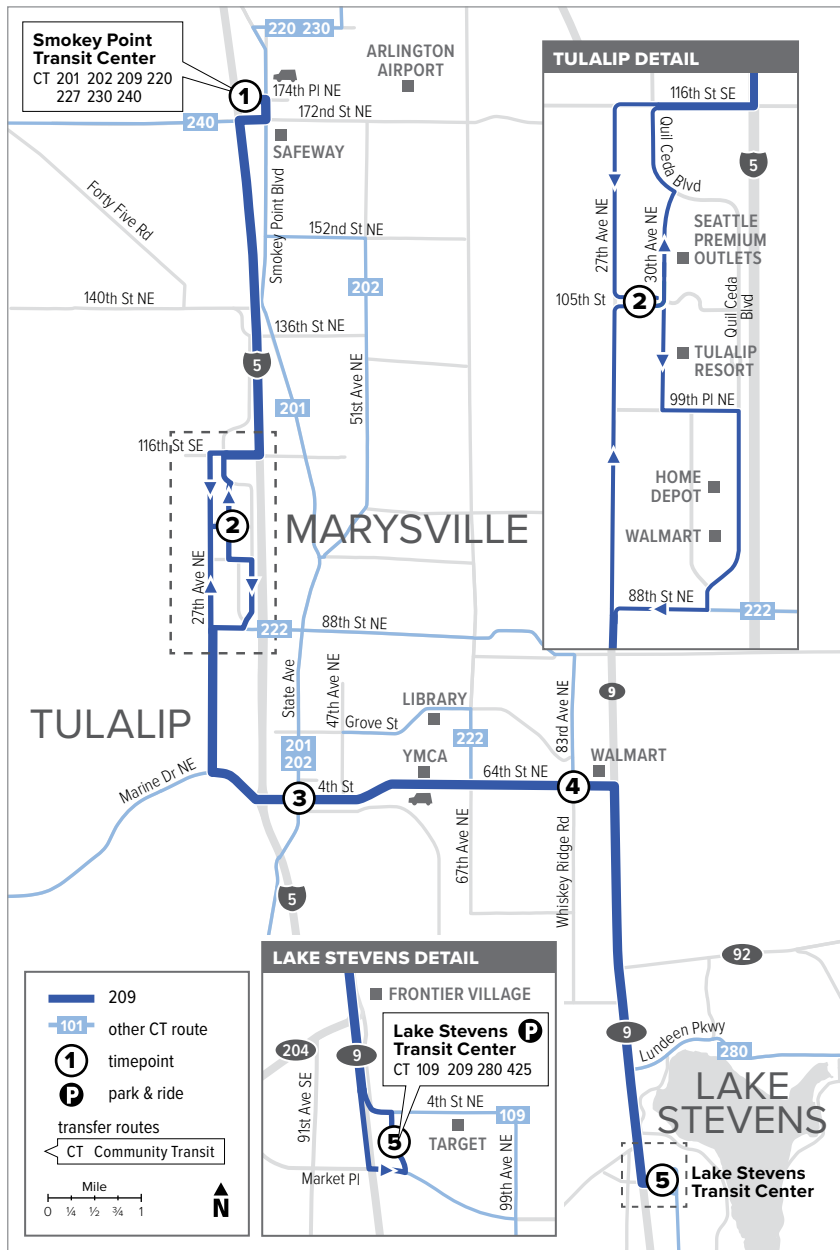 Smokey Point
Transit Center
CT 201 202 209 220
227 230 240
220 230
ARLINGTON
AIRPORT
1
174th Pl NE
172nd St NE
240
SAFEWAY
Forty Five Rd
Smokey Point Blvd
152nd St NE
202
140th St NE
136th St NE
5
201
51st Ave NE
116th St SE
2
MARYSVILLE
27th Ave NE
222
88th St NE
TULALIP
State Ave
47th Ave NE
LIBRARY
Grove St
83rd Ave NE
9
201
202
222
YMCA
WALMART
Marine Dr NE
64th St NE
3
4th St
4
67th Ave NE
Whiskey Ridge Rd
5
92
9
Lundeen Pkwy
280
LAKE
STEVENS
5
Lake Stevens
Transit Center
TULALIP DETAIL
116th St SE
Quil Ceda Blvd
5
27th Ave NE
30th Ave NE
SEATTLE
PREMIUM
OUTLETS
105th St
2
Quil Ceda
Blvd
TULALIP
RESORT
99th Pl NE
HOME
DEPOT
WALMART
88th St NE
222
LAKE STEVENS DETAIL
FRONTIER VILLAGE
Lake Stevens
Transit Center
P
CT 109 209 280 425
204
9
91st Ave SE
4th St NE
109
5
TARGET
99th Ave NE
Market Pl
209
101
other CT route
1
timepoint
P
park & ride
transfer routes
CT Community Transit
Mile
0 ¼ ½ ¾ 1
N